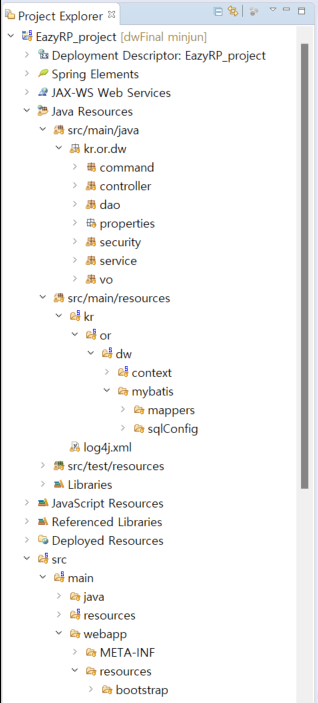 Project Explorer
EazyRP_project [dwFinal minjun]
Deployment Descriptor: EazyRP_project
Spring Elements
JAX-WS Web Services
Java Resources
src/main/java
kr.or.dw
command
controller
dao
properties
security
service
vo
src/main/resources
kr
or
dw
context
mybatis
mappers
sqlConfig
log4j.xml
src/test/resources
Libraries
JavaScript Resources
Referenced Libraries
Deployed Resources
src
main
java
resources
webapp
META-INF
resources
bootstrap